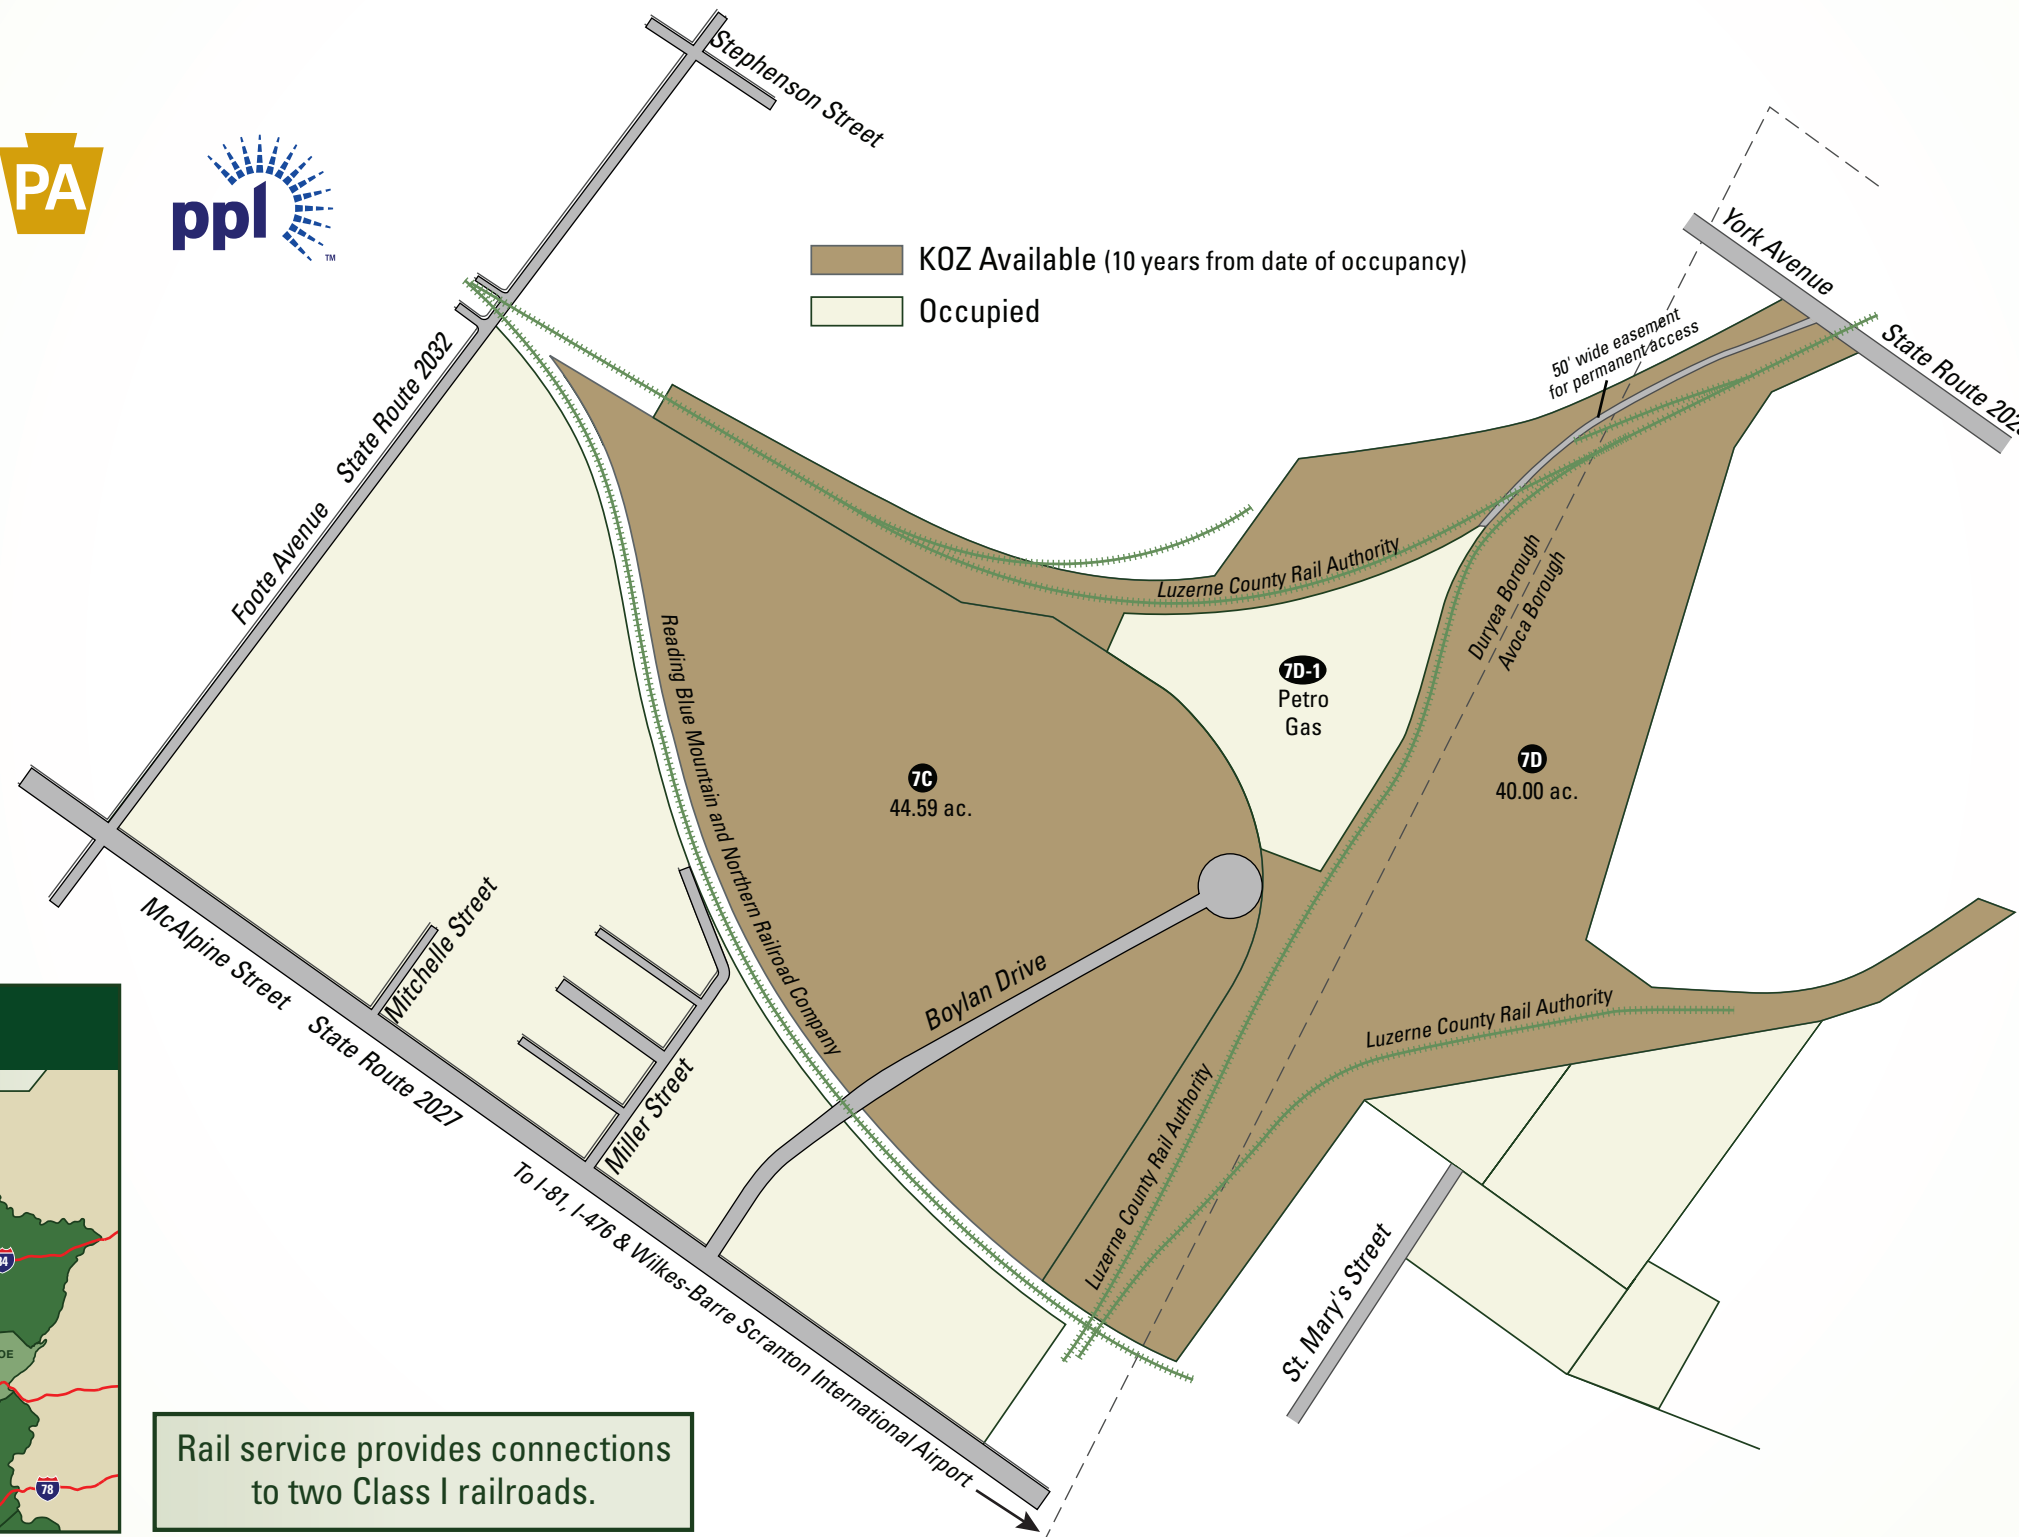 Stephenson Street
PA
ppl
TM
KOZ Available (10 years from date of occupancy)
Occupied
York Avenue
State Route
50' wide easement
for permanent access
State Route 2032
Foote Avenue
Luzerne County Rail Authority
Duryea Borough
Avoca Borough
7D-1
Petro
Gas
7D
40.00 ac.
7C
44.59 ac.
Reading Blue Mountain and Northern Railroad Company
Mitchelle Street
McAlpine Street
State Route 2027
Miller Street
Boylan Drive
Luzerne County Rail Authority
Luzerne County Rail Authority
To I-81, I-476 & Wilkes-Barre Scranton International Airport
St. Mary's Street
84
OE
78
Rail service provides connections
to two Class I railroads.